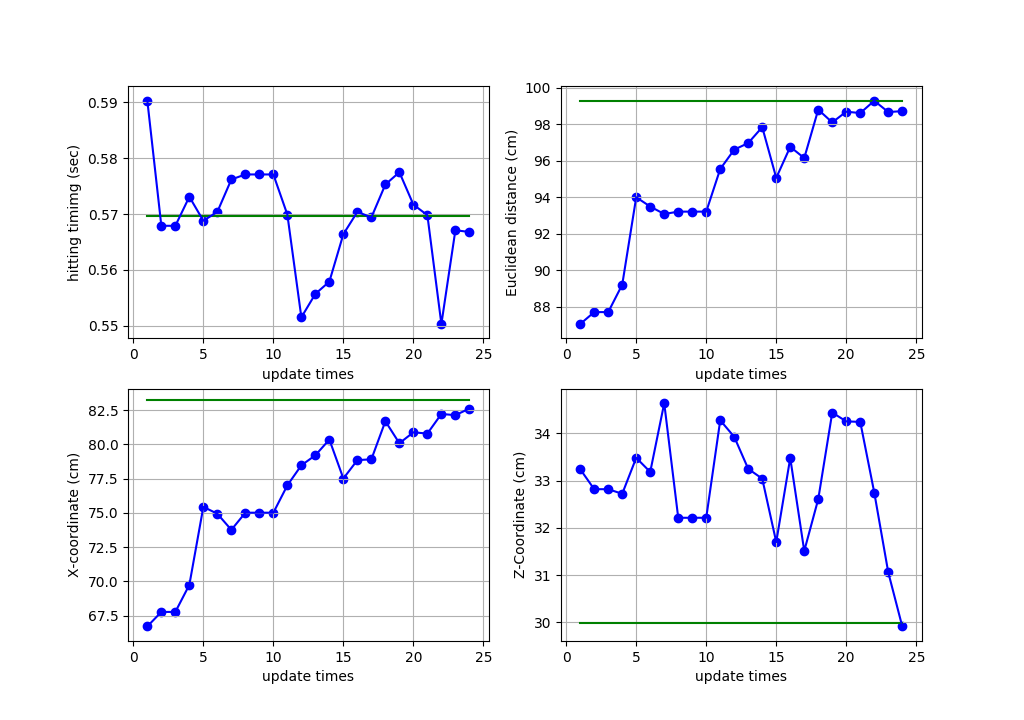 hitting timimg (sec)
0.59
0.58
0.57
0.56
0.55
0 5 10 15 20 25
update times
Euclidean distance (cm)
100
98
96
94
92
90
88
0 5 10 15 20 25
update times
X-coordinate (cm)
82.5
80.0
77.5
75.0
72.5
70.0
67.5
0 5 10 15 20 25
update times
Z-Coordinate (cm)
34
33
32
31
30
0 5 10 15 20 25
update times